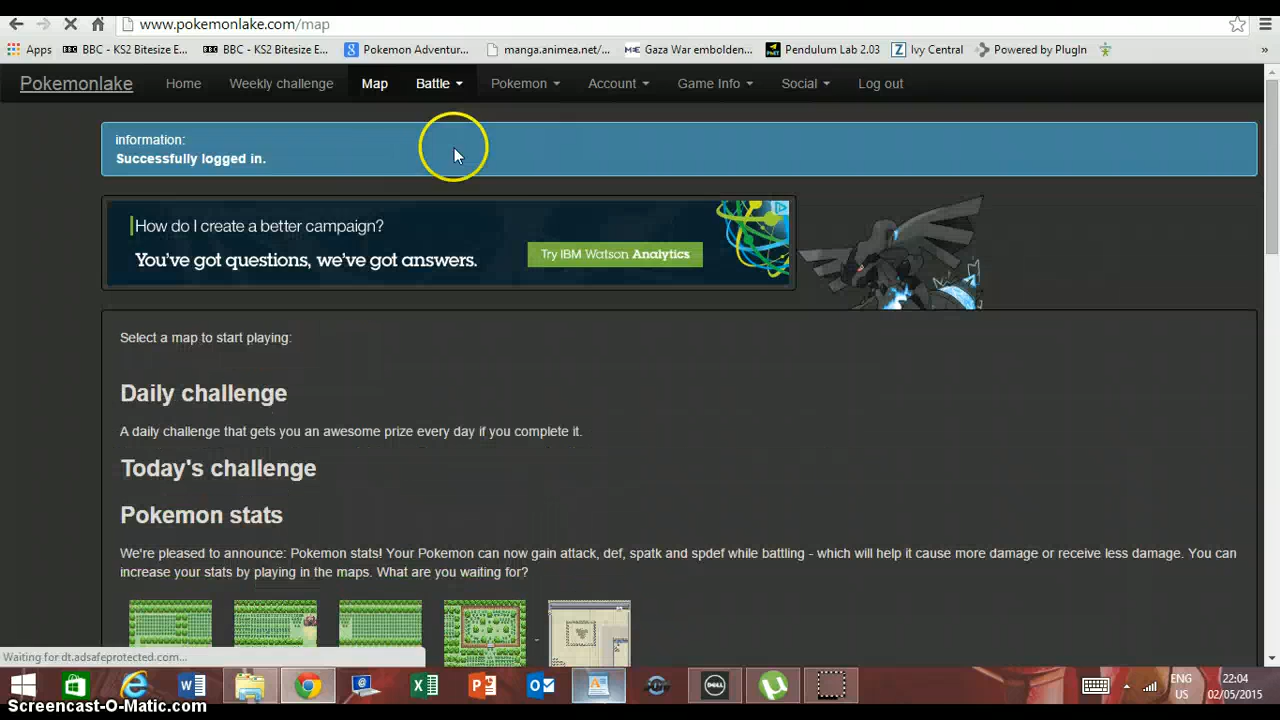 www.pokemonlake.com/map
Apps BBC - KS2 Bitesize E... BBC - KS2 Bitesize E... Pokemon Adventur... manga.animea.net/... Gaza War embolden... Pendulum Lab 2.03 Ivy Central Powered by PlugIn »
Pokemonlake Home Weekly challenge Map Battle Pokemon Account Game Info Social Log out
information:
Successfully logged in.
How do I create a better campaign?
You've got questions, we've got answers.
Try IBM Watson Analytics
Select a map to start playing:
Daily challenge
A daily challenge that gets you an awesome prize every day if you complete it.
Today's challenge
Pokemon stats
We're pleased to announce: Pokemon stats! Your Pokemon can now gain attack, def, spatk and spdef while battling - which will help it cause more damage or receive less damage. You can
increase your stats by playing in the maps. What are you waiting for?
Waiting for dt.adsafeprotected.com...
ENG
US
22:04
02/05/2015
Screencast-O-Matic.com